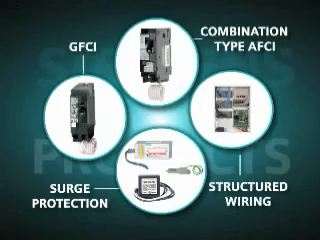 GFCI
COMBINATION
TYPE AFCI
SURGE
PROTECTION
STRUCTURED
WIRING